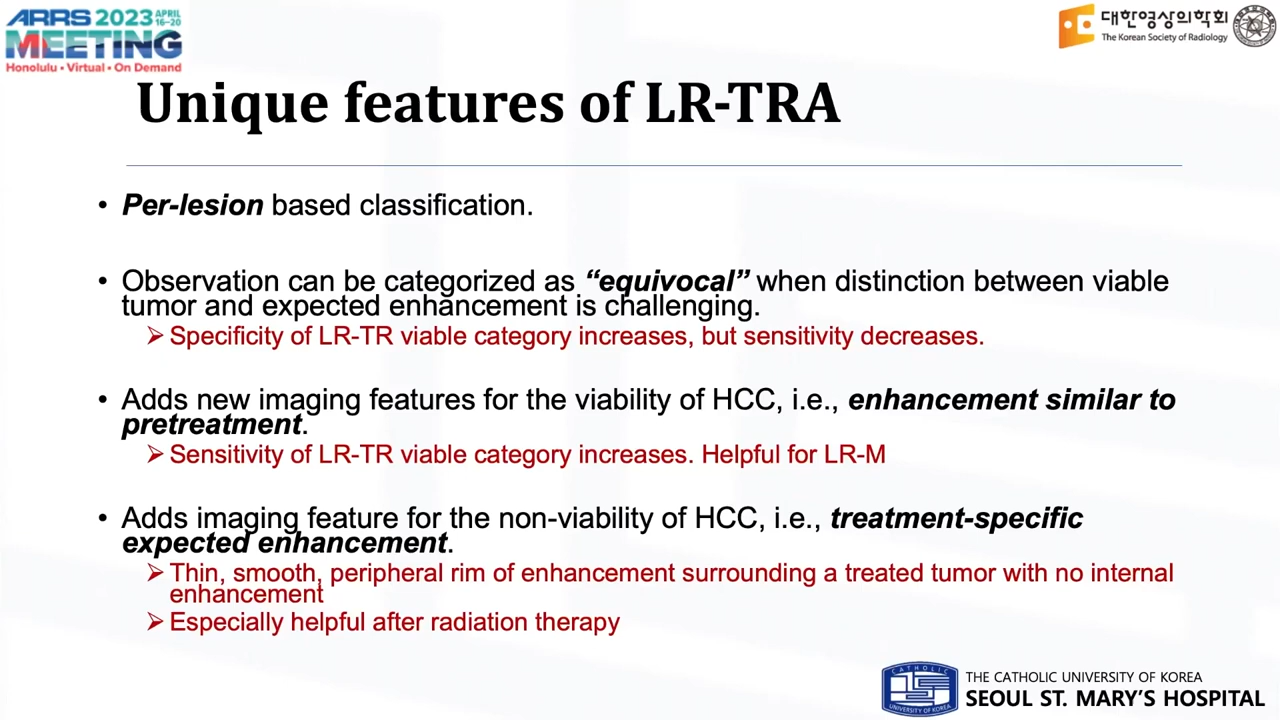 ARRS 2023 APRIL 16–20
MEETING
Honolulu • Virtual • On Demand
대한영상의학회
The Korean Society of Radiology
Unique features of LR-TRA
• Per-lesion based classification.
• Observation can be categorized as “equivocal” when distinction between viable
tumor and expected enhancement is challenging.
➢ Specificity of LR-TR viable category increases, but sensitivity decreases.
• Adds new imaging features for the viability of HCC, i.e., enhancement similar to
pretreatment.
➢ Sensitivity of LR-TR viable category increases. Helpful for LR-M
• Adds imaging feature for the non-viability of HCC, i.e., treatment-specific
expected enhancement.
➢ Thin, smooth, peripheral rim of enhancement surrounding a treated tumor with no internal
enhancement
➢ Especially helpful after radiation therapy
CATHOLIC
UNIVERSITY OF KOREA
THE CATHOLIC UNIVERSITY OF KOREA
SEOUL ST. MARY’S HOSPITAL